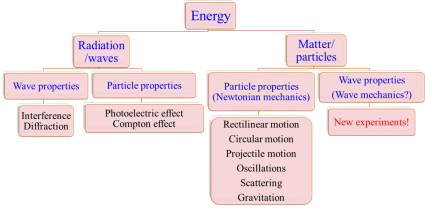 Energy
Radiation
/waves
Matter/
particles
Wave properties
Particle properties
Particle properties
(Newtonian mechanics)
Wave properties
(Wave mechanics?)
Interference
Diffraction
Photoelectric effect
Compton effect
Rectilinear motion
Circular motion
Projectile motion
Oscillations
Scattering
Gravitation
New experiments!